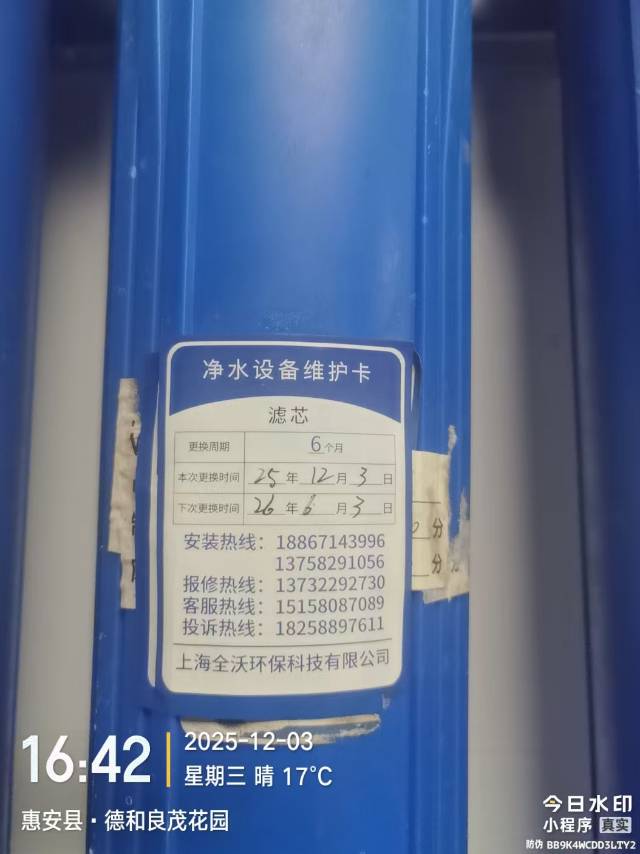 净水设备维护卡
滤芯
更换周期 6个月
本次更换时间 25年12月3日
下次更换时间 26年6月3日
安装热线：18867143996
13758291056
报修热线：13732292730
客服热线：15158087089
投诉热线：18258897611
上海全沃环保科技有限公司
分
分
16:42
2025-12-03
星期三 晴 17°C
惠安县·德和良茂花园
今日水印
小程序 真实
防伪 BB9K4WCDD3LTY2